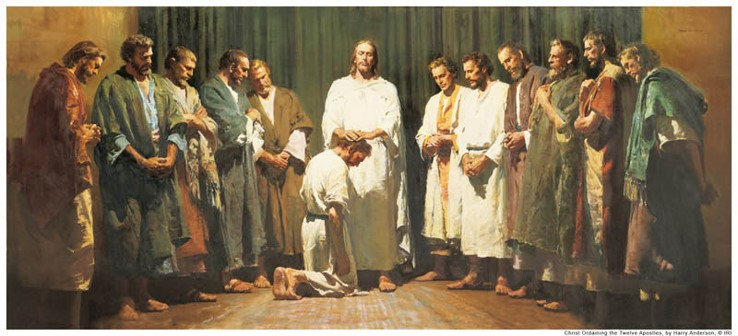 Christ Ordaining the Twelve Apostles, by Harry Anderson, © IRI